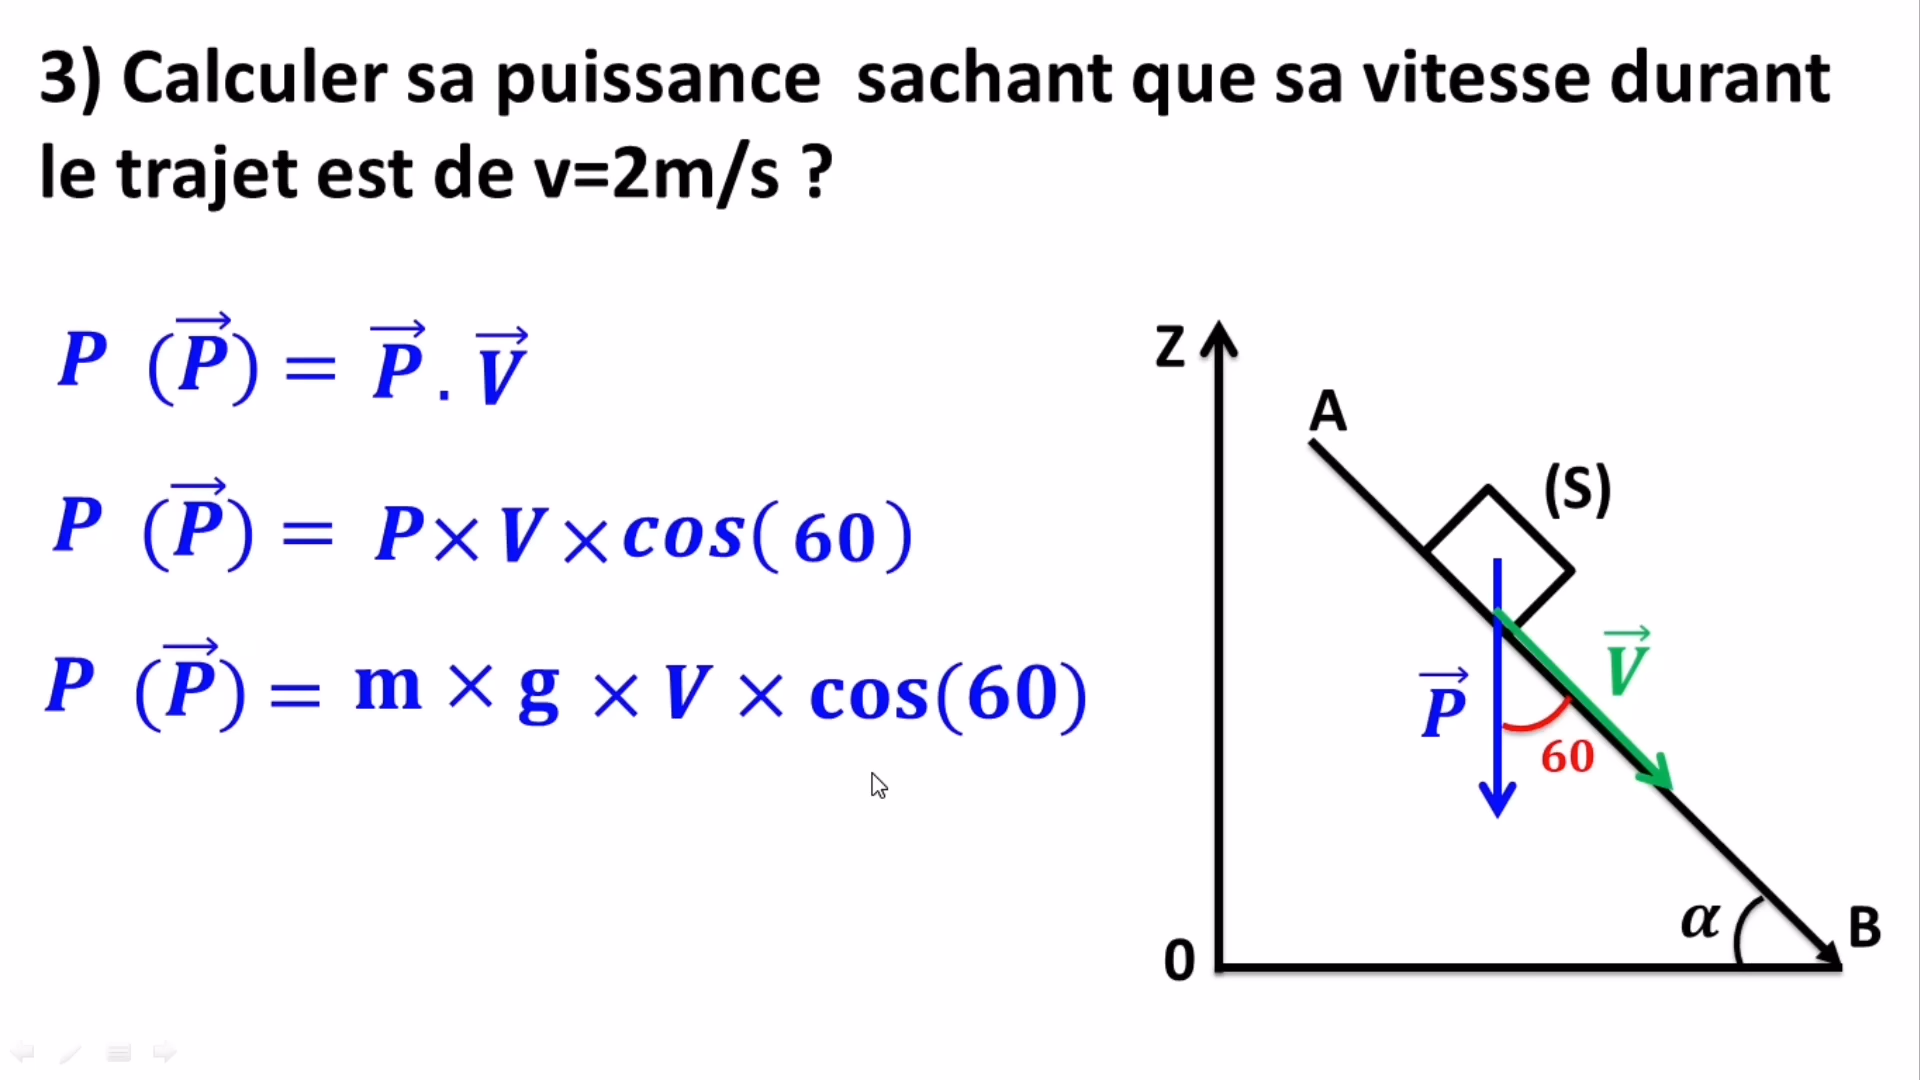 3) Calculer sa puissance sachant que sa vitesse durant
le trajet est de v=2m/s ?
P (P⃗) = P⃗ . V⃗
P (P⃗) = P × V × cos(60)
P (P⃗) = m × g × V × cos(60)
Z
A
(S)
V⃗
P⃗
60
α
B
0